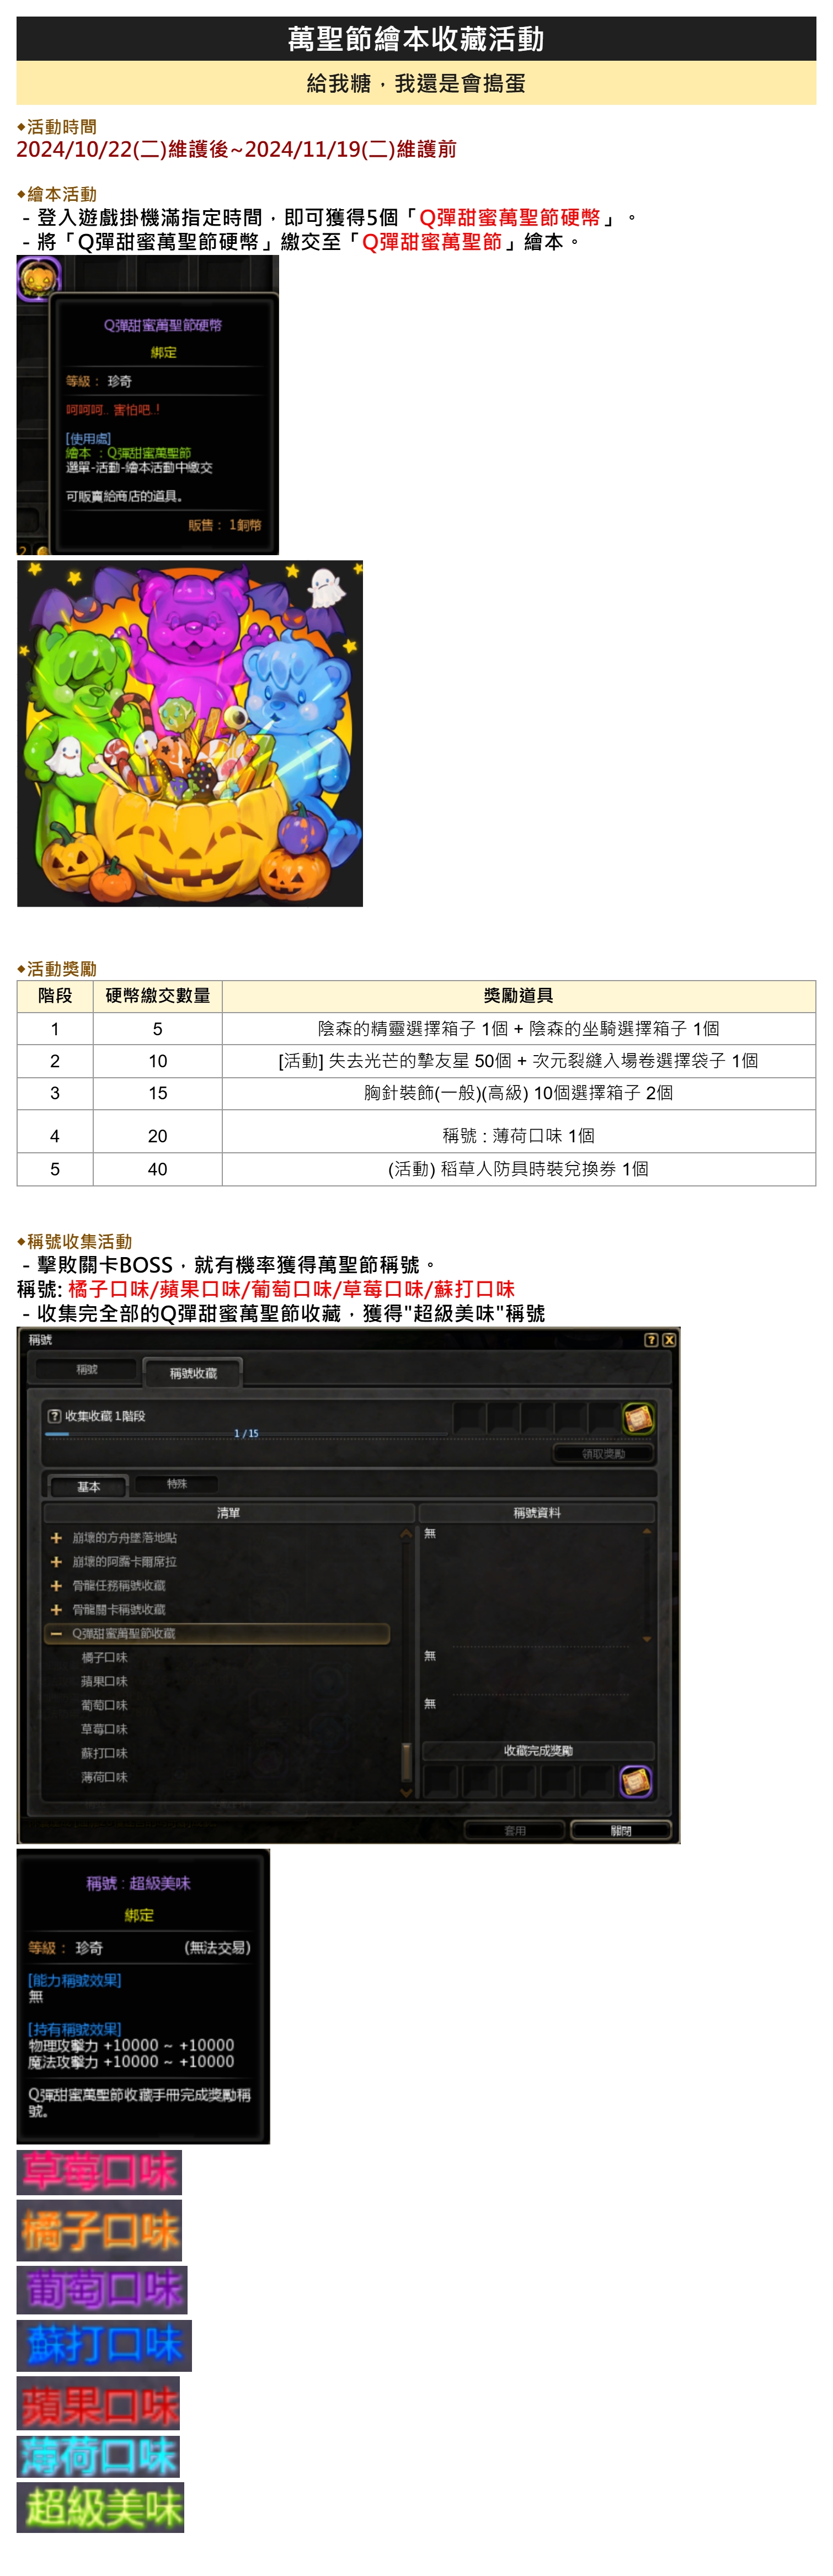 萬聖節繪本收藏活動
給我糖，我還是會搗蛋
◆活動時間
2024/10/22(二)維護後~2024/11/19(二)維護前
◆繪本活動
- 登入遊戲掛機滿指定時間，即可獲得5個「Q彈甜蜜萬聖節硬幣」。
- 將「Q彈甜蜜萬聖節硬幣」繳交至「Q彈甜蜜萬聖節」繪本。
Q彈甜蜜萬聖節硬幣
綁定
等級： 珍奇
呵呵呵.. 害怕吧..!
[使用處]
繪本 ：Q彈甜蜜萬聖節
選單-活動-繪本活動中繳交
可販賣給商店的道具。
販售： 1銅幣
2
◆活動獎勵
階段 硬幣繳交數量 獎勵道具
1 5 陰森的精靈選擇箱子 1個 + 陰森的坐騎選擇箱子 1個
2 10 [活動] 失去光芒的摯友星 50個 + 次元裂縫入場卷選擇袋子 1個
3 15 胸針裝飾(一般)(高級) 10個選擇箱子 2個
4 20 稱號 : 薄荷口味 1個
5 40 (活動) 稻草人防具時裝兌換券 1個
◆稱號收集活動
- 擊敗關卡BOSS，就有機率獲得萬聖節稱號。
稱號: 橘子口味/蘋果口味/葡萄口味/草莓口味/蘇打口味
- 收集完全部的Q彈甜蜜萬聖節收藏，獲得"超級美味"稱號
稱號 ? X
稱號 稱號收藏
? 收集收藏 1階段
1 / 15
領取獎勵
基本 特殊
清單 稱號資料
+ 崩壞的方舟墜落地點
無
+ 崩壞的阿露卡爾席拉
+ 骨龍任務稱號收藏
+ 骨龍關卡稱號收藏
− Q彈甜蜜萬聖節收藏
橘子口味
無
蘋果口味
葡萄口味
無
草莓口味
蘇打口味
收藏完成獎勵
薄荷口味
套用 關閉
稱號 : 超級美味
綁定
等級： 珍奇 (無法交易)
[能力稱號效果]
無
[持有稱號效果]
物理攻擊力 +10000 ~ +10000
魔法攻擊力 +10000 ~ +10000
Q彈甜蜜萬聖節收藏手冊完成獎勵稱
號。
草莓口味
橘子口味
葡萄口味
蘇打口味
蘋果口味
薄荷口味
超級美味